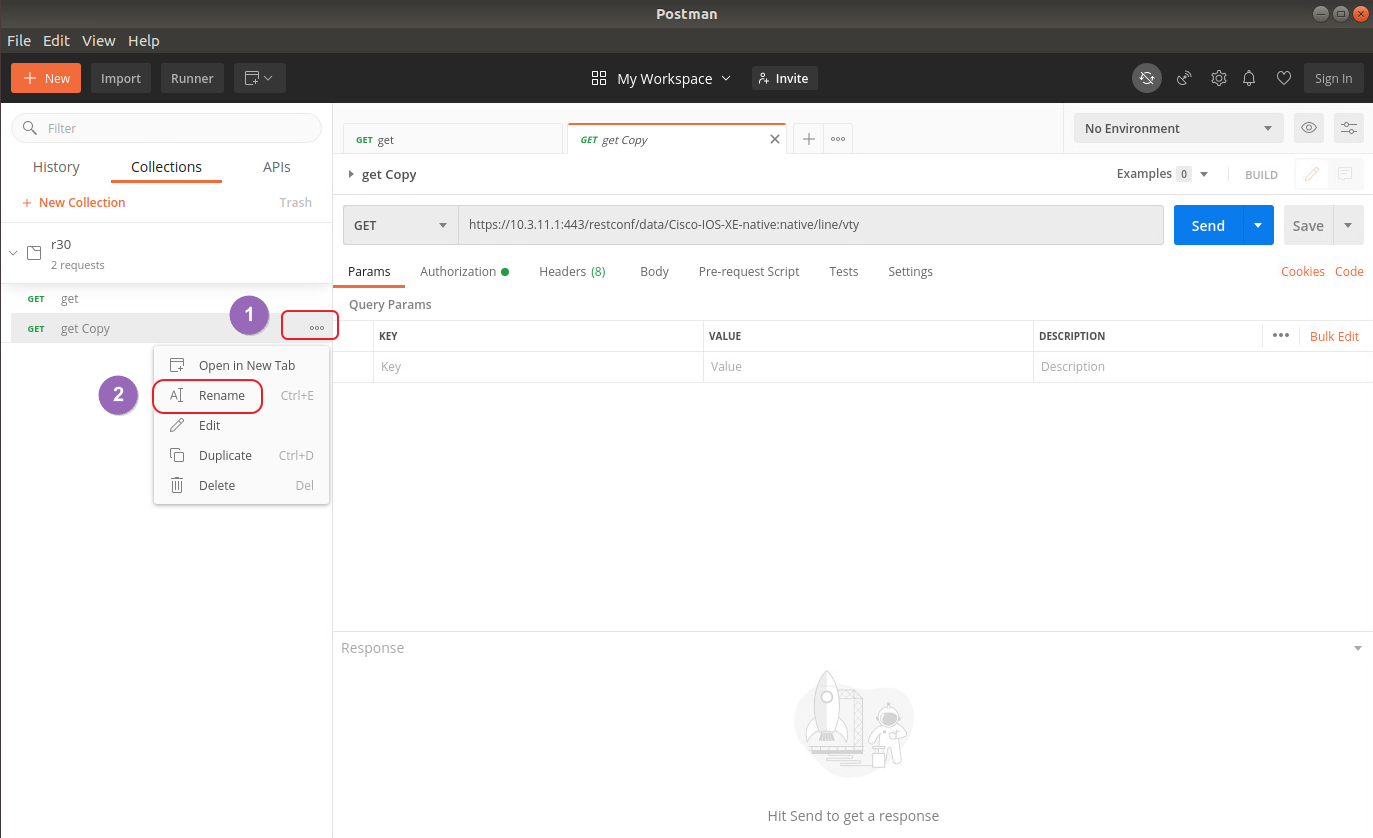 Postman
File Edit View Help
New Import Runner My Workspace Invite Sign In
Filter
History Collections APIs
+ New Collection Trash
r30
2 requests
GET get
GET get Copy
1
Open in New Tab
2
Rename Ctrl+E
Edit
Duplicate Ctrl+D
Delete Del
GET get GET get Copy
No Environment
get Copy Examples 0 BUILD
GET https://10.3.11.1:443/restconf/data/Cisco-IOS-XE-native:native/line/vty Send Save
Params Authorization Headers (8) Body Pre-request Script Tests Settings Cookies Code
Query Params
KEY VALUE DESCRIPTION Bulk Edit
Key Value Description
Response
Hit Send to get a response